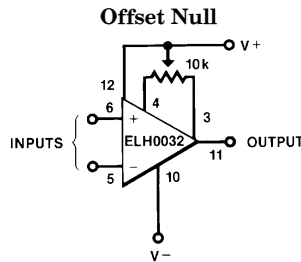 Offset Null
V+
10k
12
4
6
+
3
INPUTS
ELH0032
OUTPUT
11
−
5
10
V−